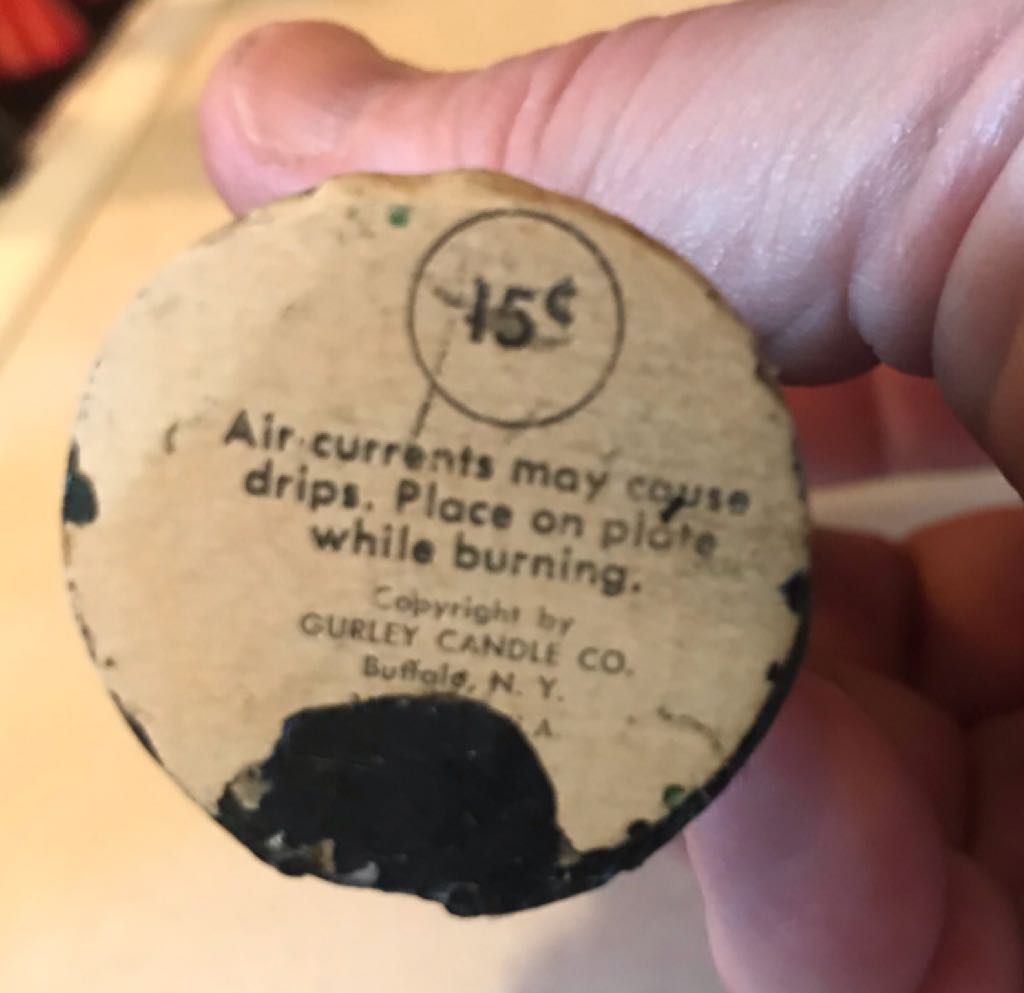 15¢
Air currents may cause
drips. Place on plate
while burning.
Copyright by
GURLEY CANDLE CO.
Buffalo, N. Y.
A.